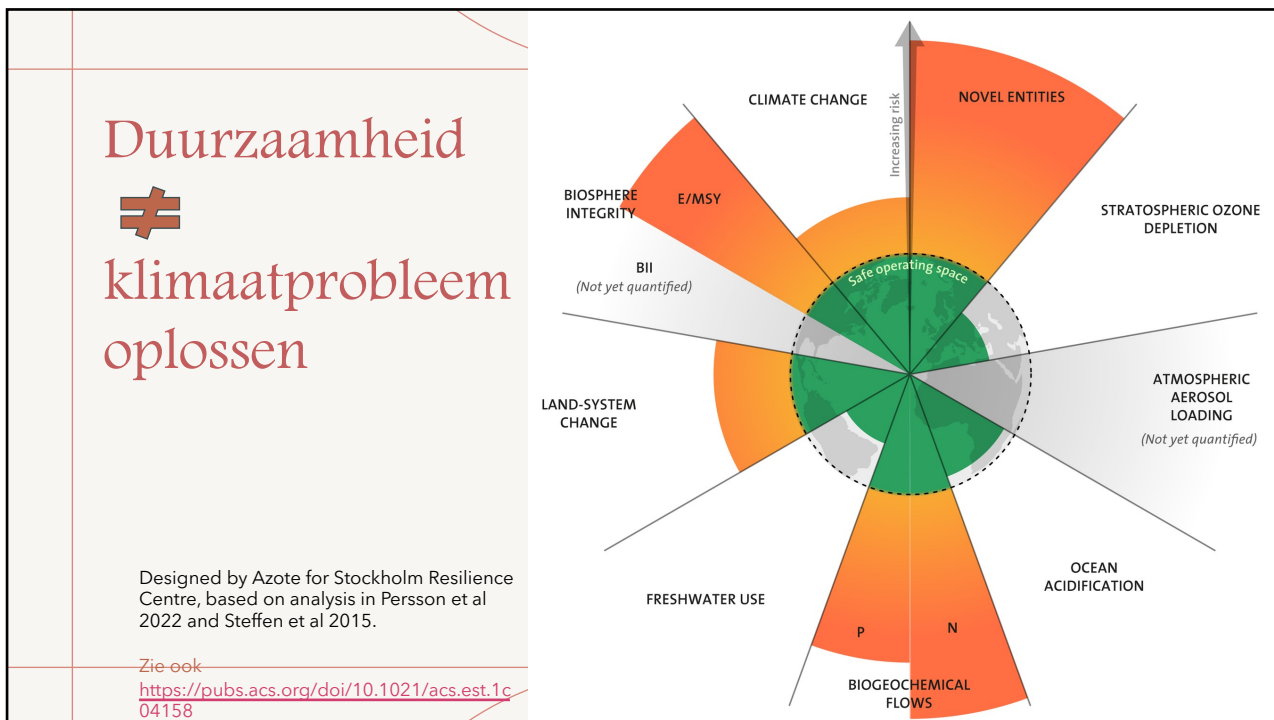 Duurzaamheid
≠
klimaatprobleem
oplossen
Designed by Azote for Stockholm Resilience
Centre, based on analysis in Persson et al
2022 and Steffen et al 2015.
Zie ook
https://pubs.acs.org/doi/10.1021/acs.est.1c
04158
CLIMATE CHANGE
Increasing risk
NOVEL ENTITIES
STRATOSPHERIC OZONE
DEPLETION
ATMOSPHERIC
AEROSOL
LOADING
(Not yet quantified)
OCEAN
ACIDIFICATION
N
P
BIOGEOCHEMICAL
FLOWS
FRESHWATER USE
LAND-SYSTEM
CHANGE
BII
(Not yet quantified)
BIOSPHERE
INTEGRITY
E/MSY
Safe operating space